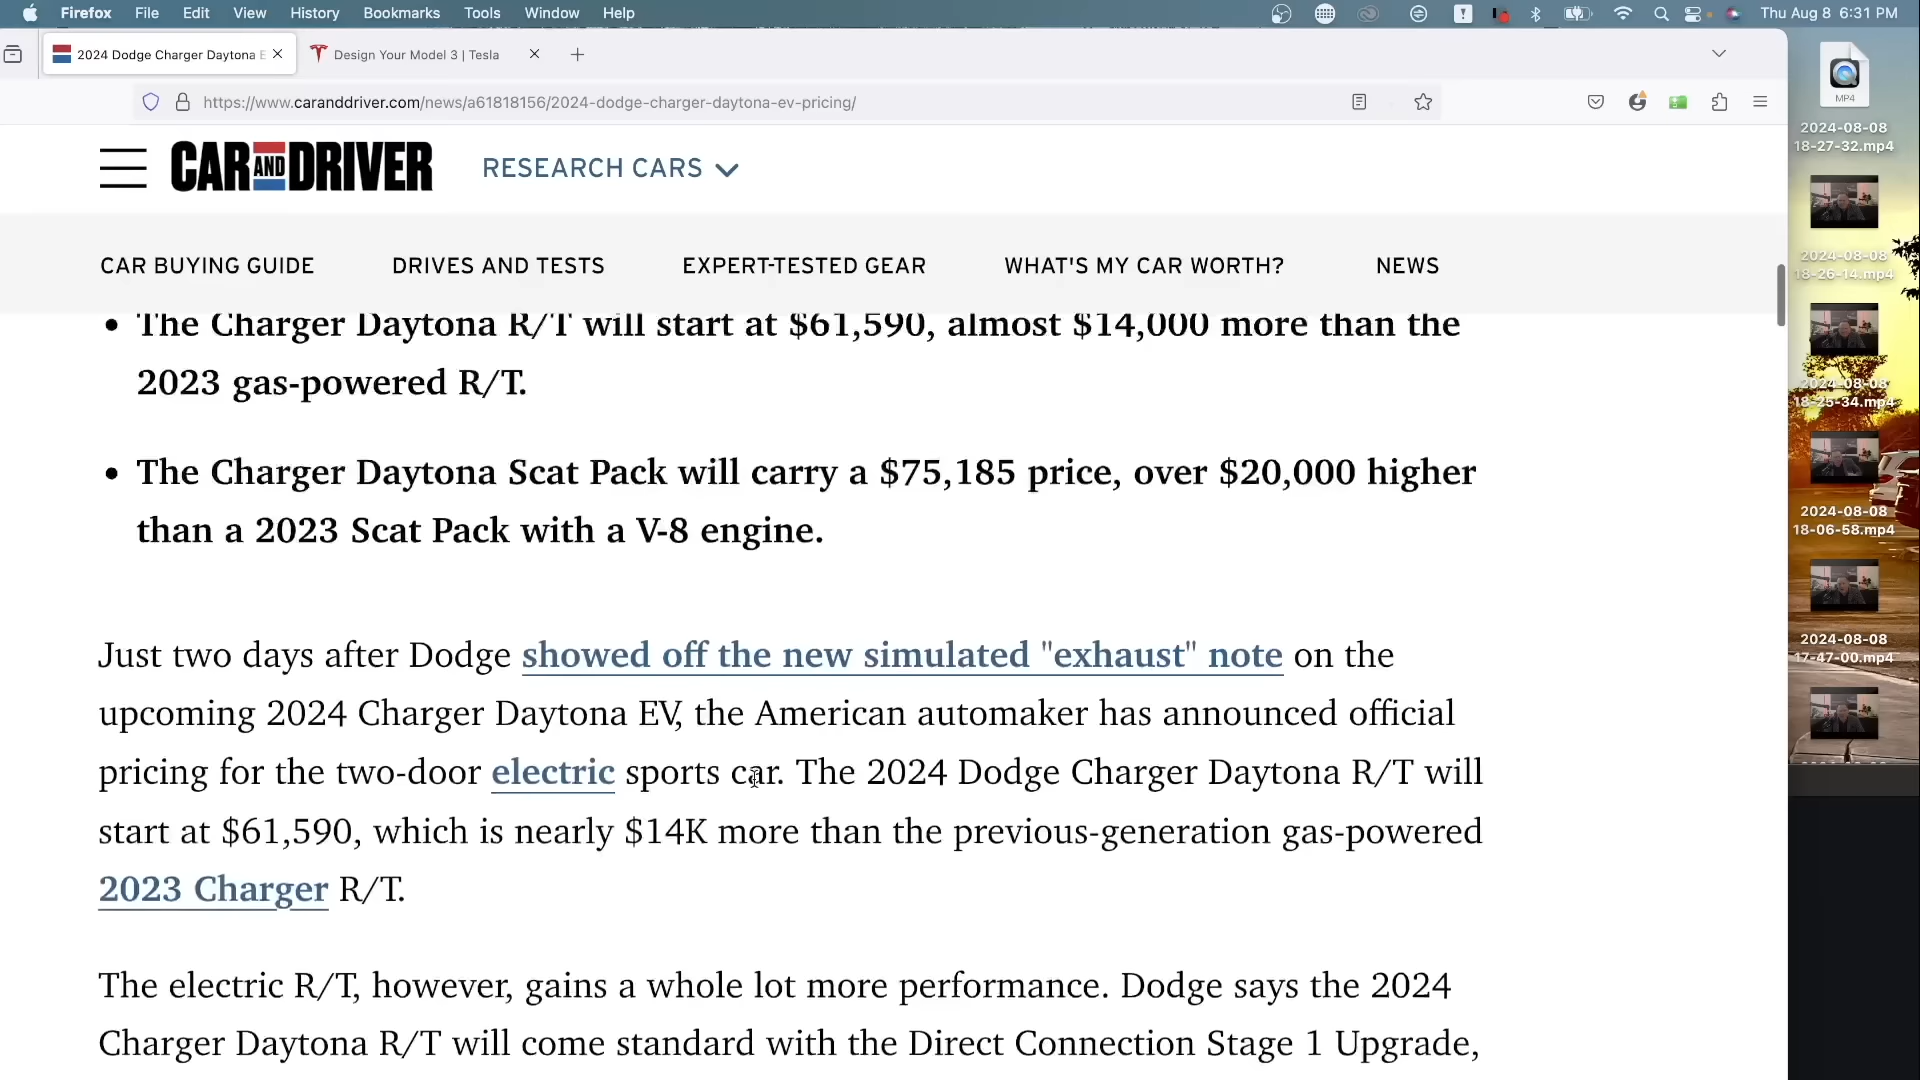 Firefox File Edit View History Bookmarks Tools Window Help Thu Aug 8 6:31 PM
2024 Dodge Charger Daytona E Design Your Model 3 | Tesla
https://www.caranddriver.com/news/a61818156/2024-dodge-charger-daytona-ev-pricing/
CAR AND DRIVER RESEARCH CARS
CAR BUYING GUIDE DRIVES AND TESTS EXPERT-TESTED GEAR WHAT'S MY CAR WORTH? NEWS
• The Charger Daytona R/T will start at $61,590, almost $14,000 more than the
2023 gas-powered R/T.
• The Charger Daytona Scat Pack will carry a $75,185 price, over $20,000 higher
than a 2023 Scat Pack with a V-8 engine.
Just two days after Dodge showed off the new simulated "exhaust" note on the
upcoming 2024 Charger Daytona EV, the American automaker has announced official
pricing for the two-door electric sports car. The 2024 Dodge Charger Daytona R/T will
start at $61,590, which is nearly $14K more than the previous-generation gas-powered
2023 Charger R/T.
The electric R/T, however, gains a whole lot more performance. Dodge says the 2024
Charger Daytona R/T will come standard with the Direct Connection Stage 1 Upgrade,
MP4
2024-08-08
18-27-32.mp4
2024-08-08
18-26-14.mp4
2024-08-08
18-25-34.mp4
2024-08-08
18-06-58.mp4
2024-08-08
17-47-00.mp4